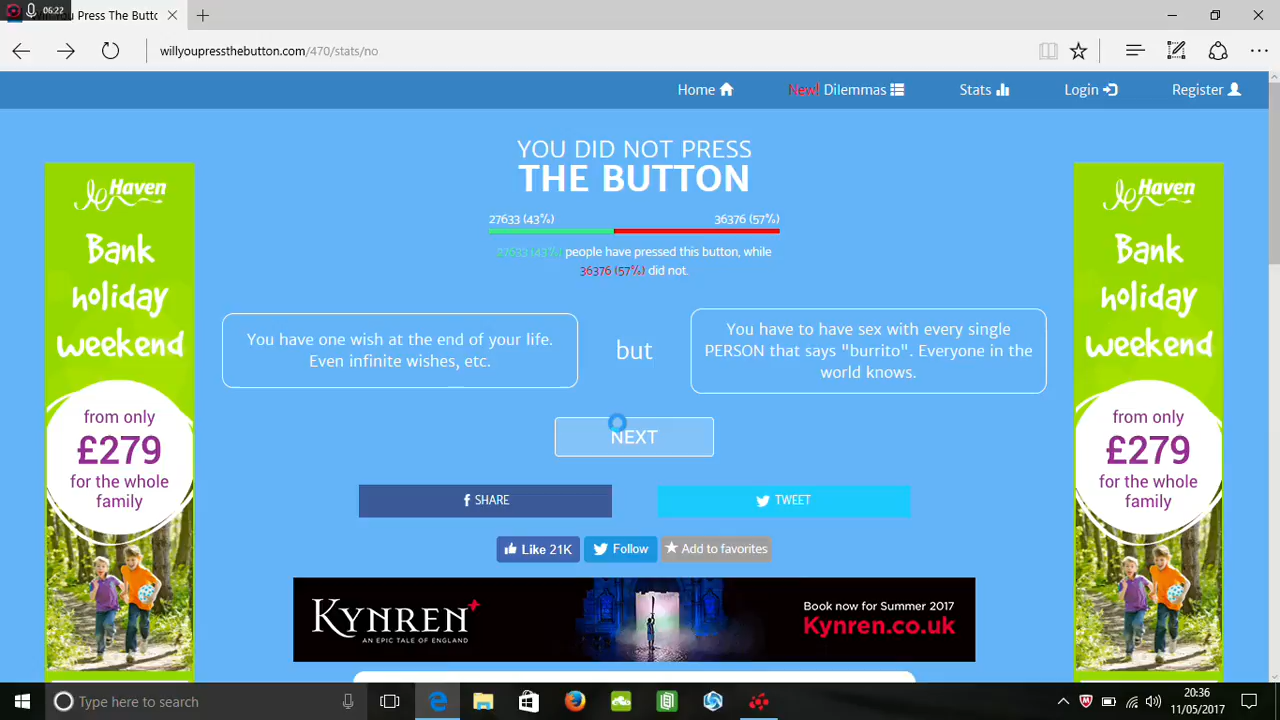 06:22
You Press The Butt
willyoupressthebutton.com/470/stats/no
Home
New! Dilemmas
Stats
Login
Register
YOU DID NOT PRESS
THE BUTTON
27633 (43%)
36376 (57%)
27633 (43%) people have pressed this button, while
36376 (57%) did not.
You have one wish at the end of your life.
Even infinite wishes, etc.
but
You have to have sex with every single
PERSON that says "burrito". Everyone in the
world knows.
NEXT
f SHARE
TWEET
Like 21K
Follow
Add to favorites
Haven
Bank
holiday
weekend
from only
£279
for the whole
family
Haven
Bank
holiday
weekend
from only
£279
for the whole
family
KYNREN
AN EPIC TALE OF ENGLAND
Book now for Summer 2017
Kynren.co.uk
Type here to search
20:36
11/05/2017